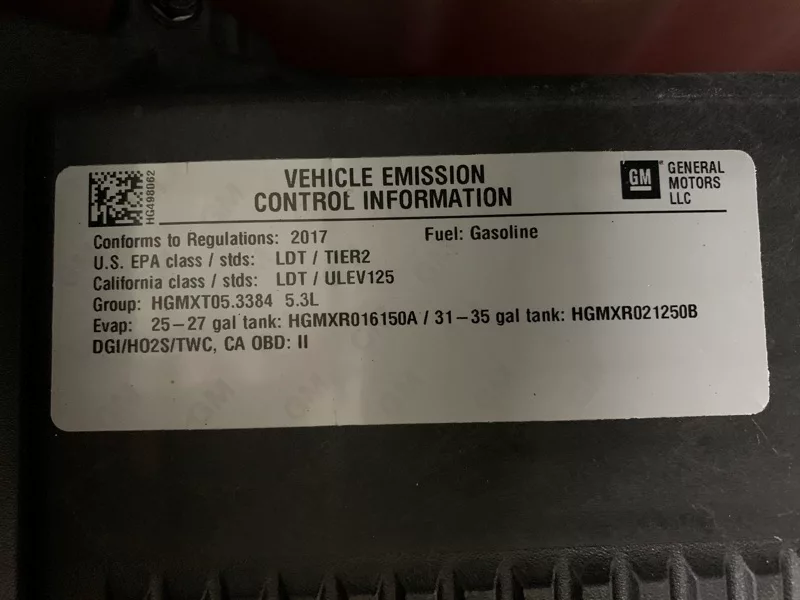 HG498062
VEHICLE EMISSION
CONTROL INFORMATION
GM
GENERAL
MOTORS
LLC
Conforms to Regulations: 2017 Fuel: Gasoline
U.S. EPA class / stds: LDT / TIER2
California class / stds: LDT / ULEV125
Group: HGMXT05.3384 5.3L
Evap: 25-27 gal tank: HGMXR016150A / 31-35 gal tank: HGMXR021250B
DGI/HO2S/TWC, CA OBD: II